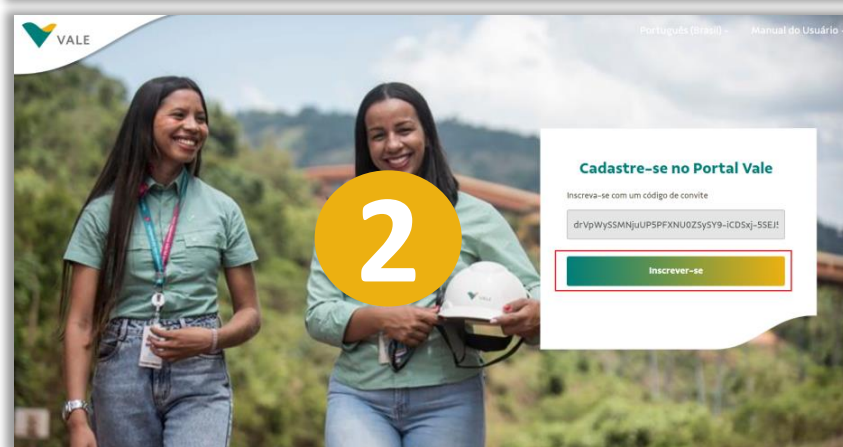 VALE
Português (Brasil)
Manual do Usuário
Cadastre-se no Portal Vale
Inscreva-se com um código de convite
drVpWySSMNjuUP5PFXNU0ZSySY9-iCDSxj-5SEJ!
Inscrever-se
2
VALE